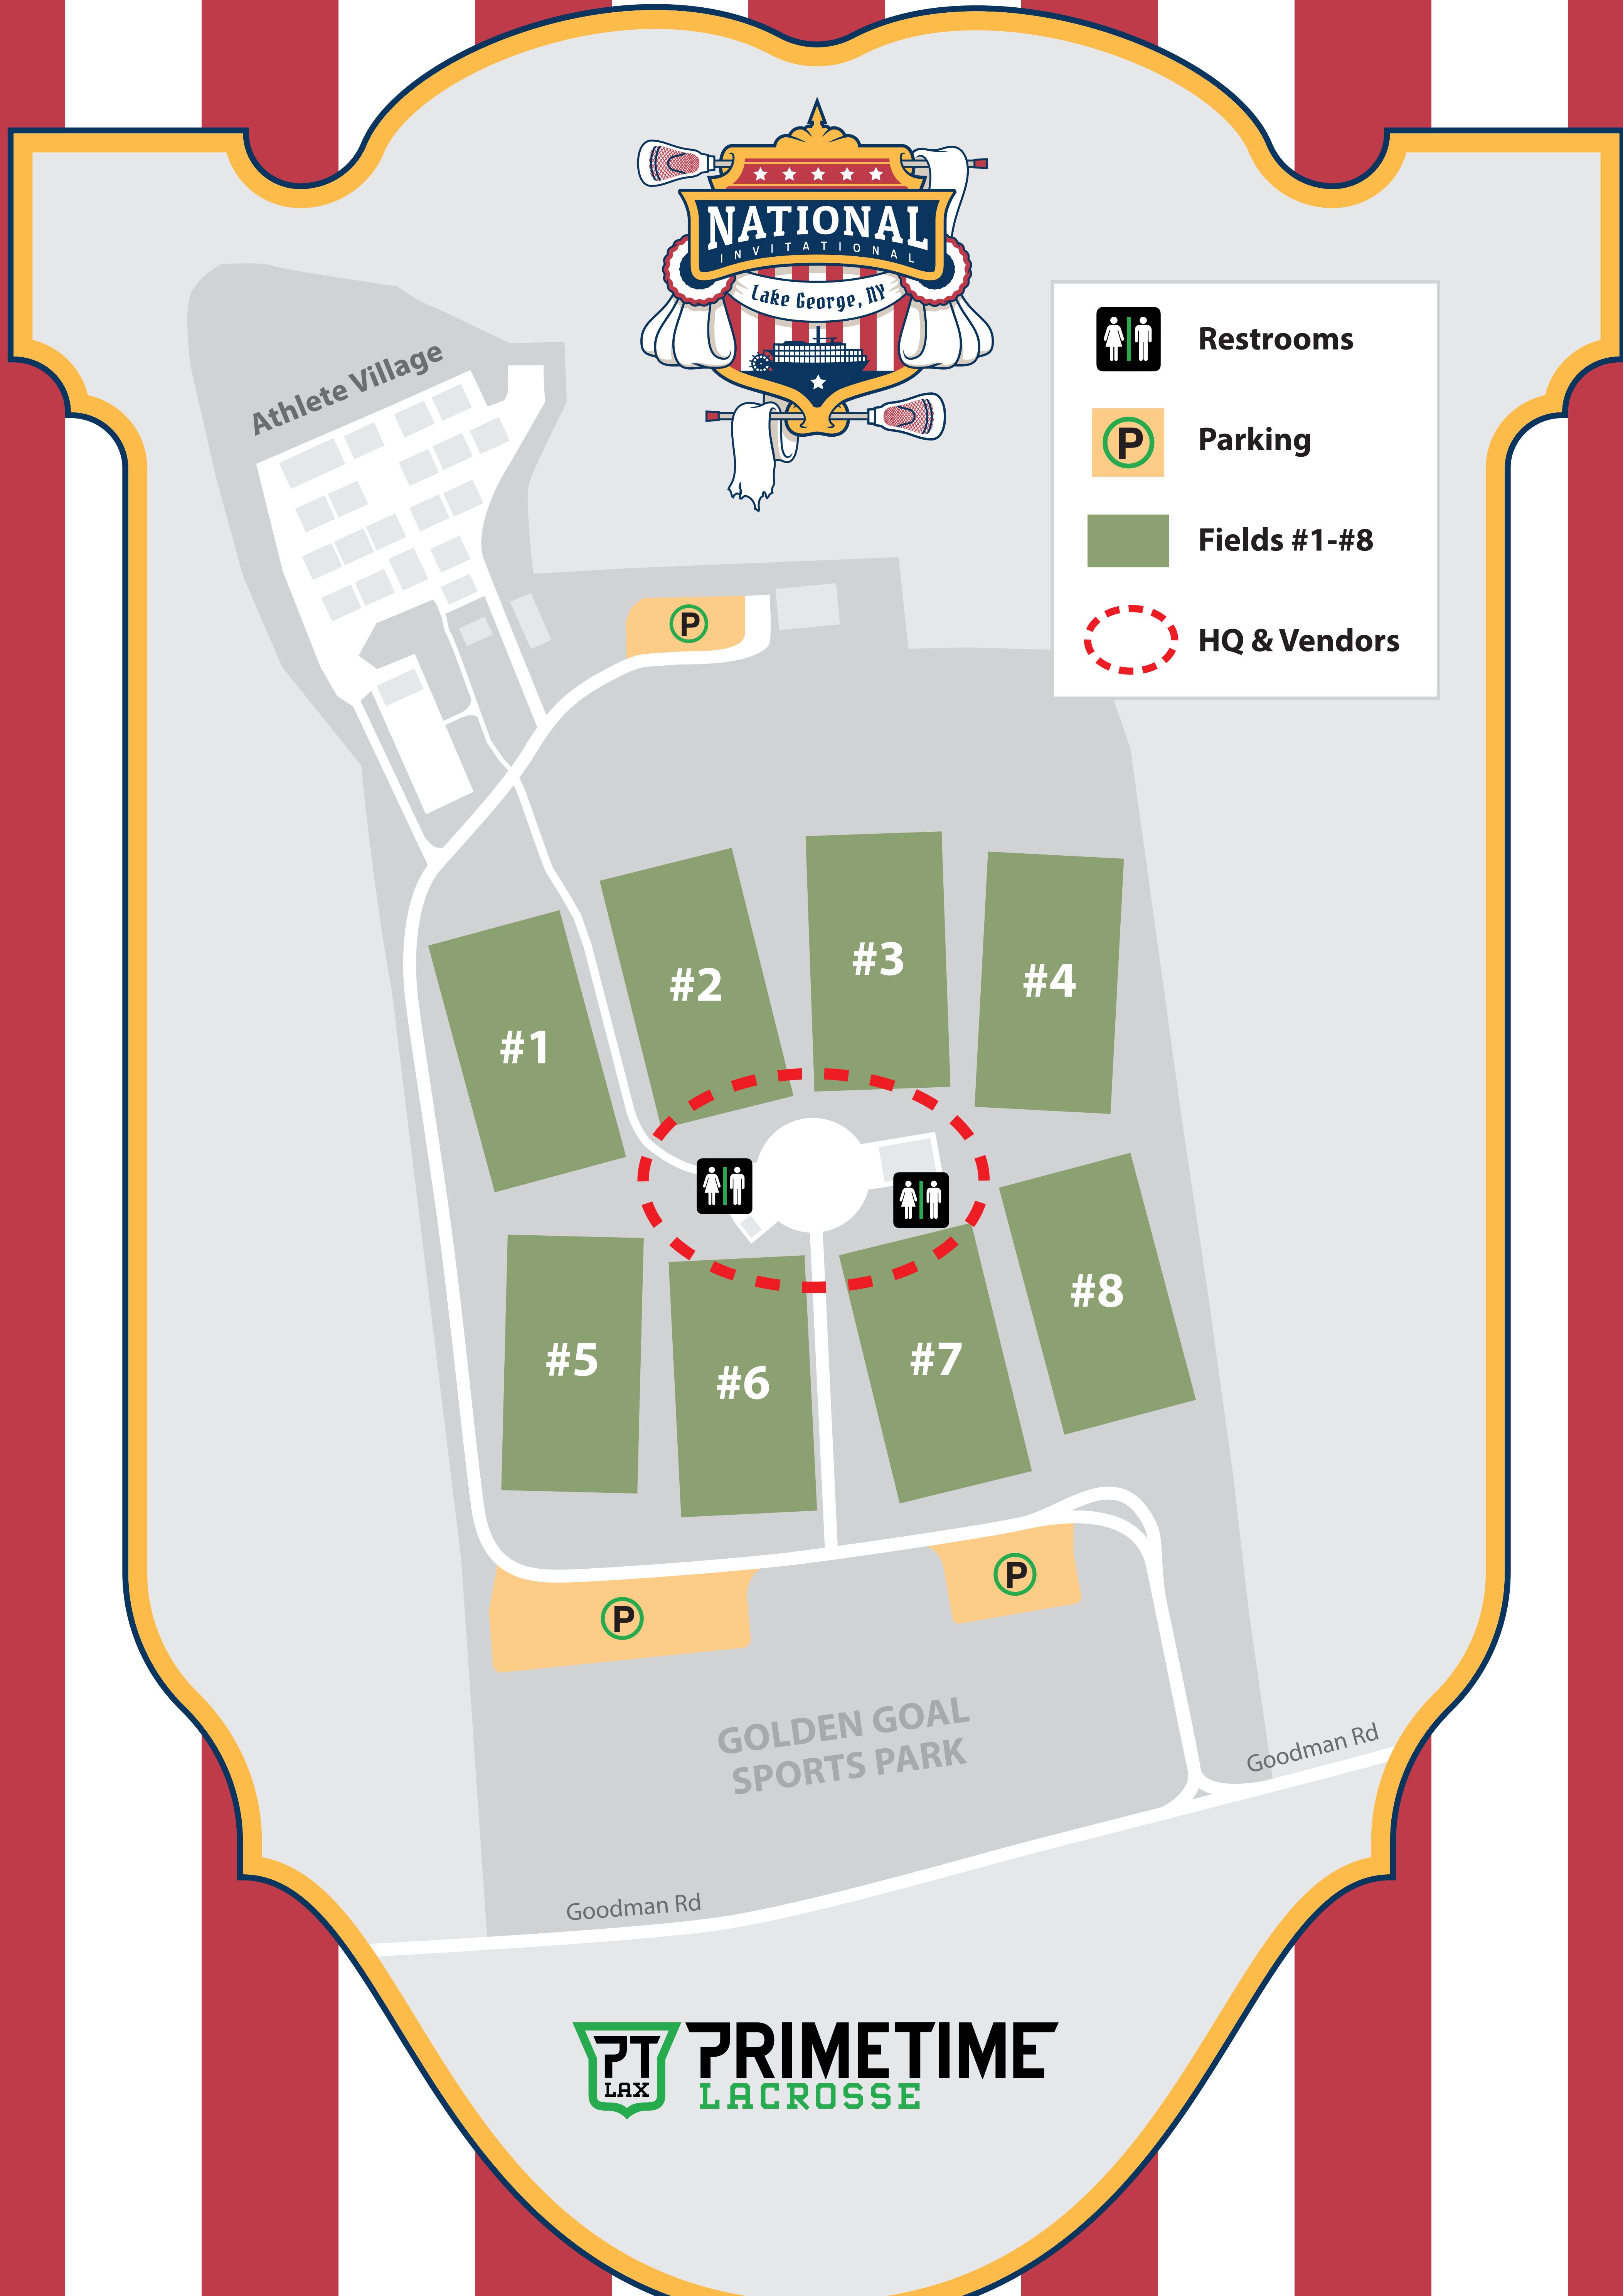 NATIONAL
INVITATIONAL
Lake George, NY
Restrooms
P Parking
Fields #1-#8
HQ & Vendors
Athlete Village
P
#1
#2
#3
#4
#5
#6
#7
#8
P
P
GOLDEN GOAL
SPORTS PARK
Goodman Rd
Goodman Rd
PT
LAX
PRIMETIME
LACROSSE